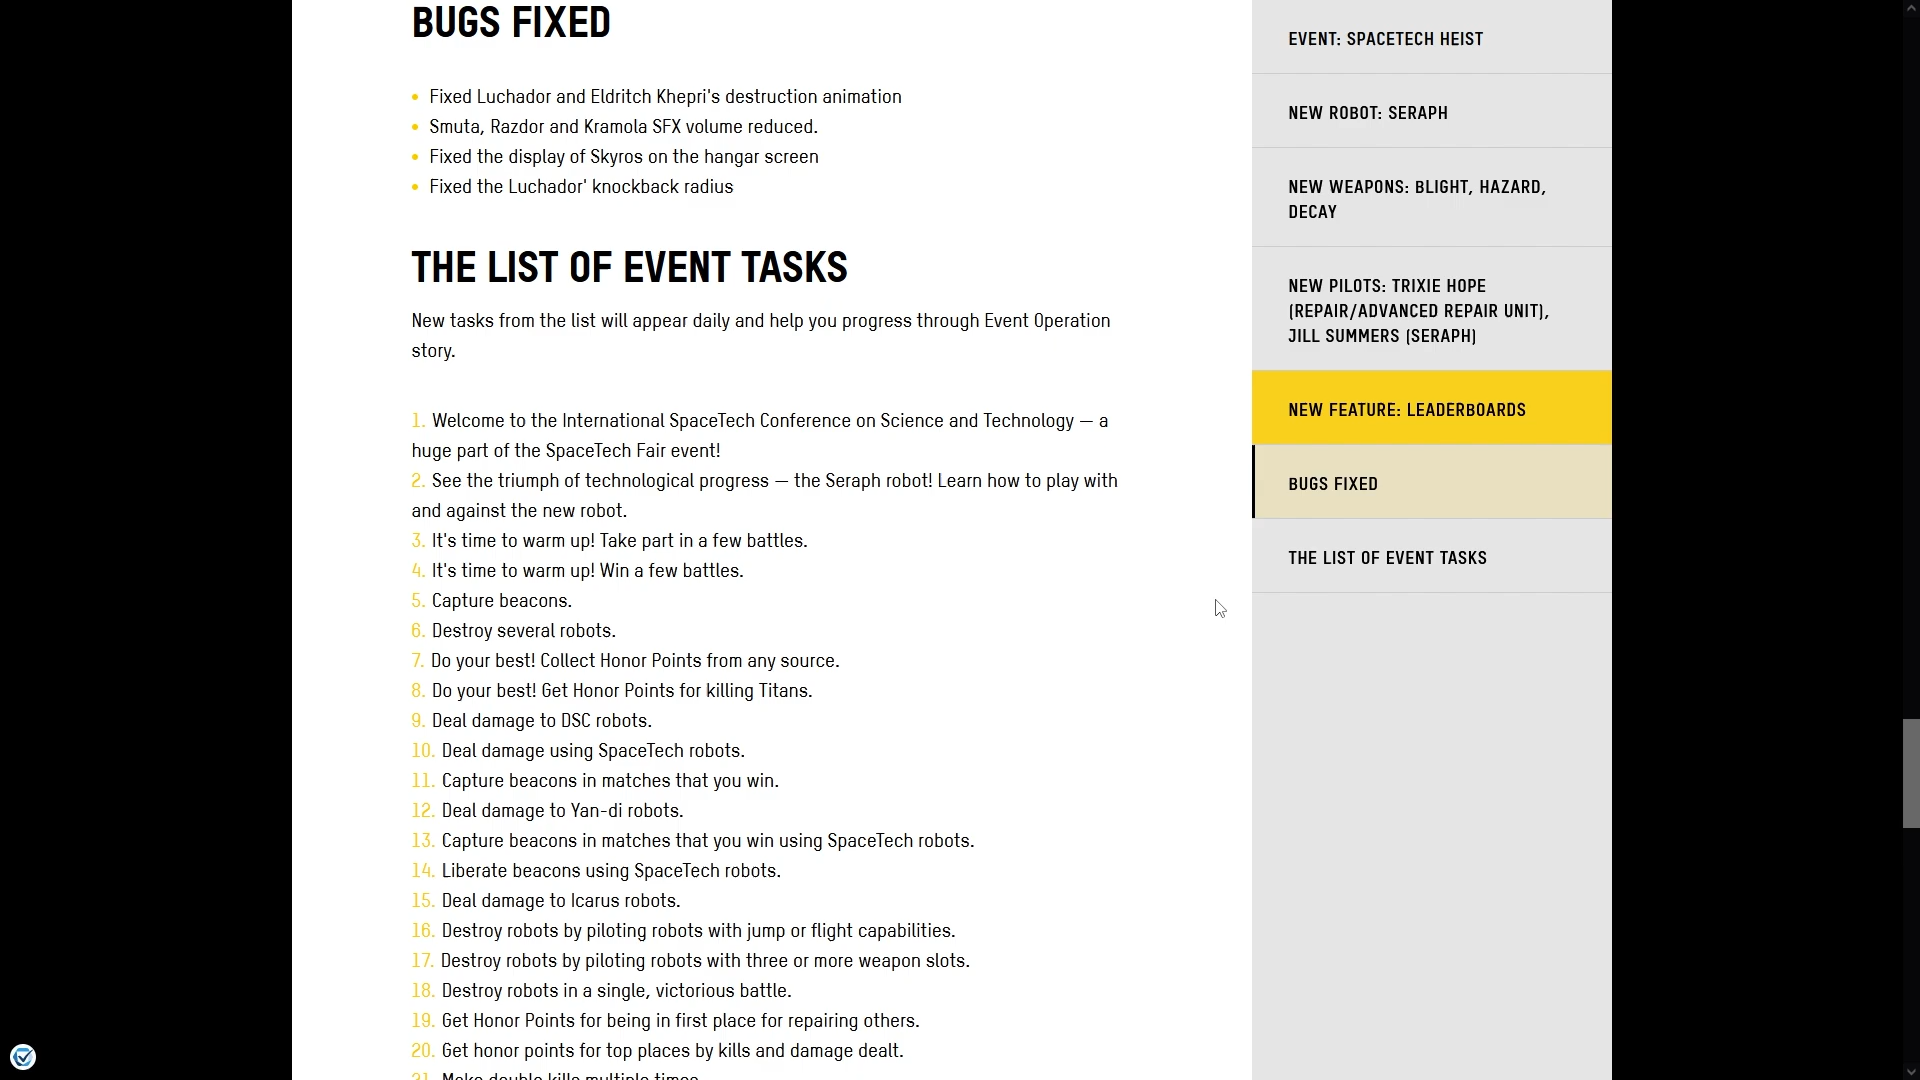 BUGS FIXED
• Fixed Luchador and Eldritch Khepri's destruction animation
• Smuta, Razdor and Kramola SFX volume reduced.
• Fixed the display of Skyros on the hangar screen
• Fixed the Luchador' knockback radius
THE LIST OF EVENT TASKS
New tasks from the list will appear daily and help you progress through Event Operation
story.
1. Welcome to the International SpaceTech Conference on Science and Technology — a
huge part of the SpaceTech Fair event!
2. See the triumph of technological progress — the Seraph robot! Learn how to play with
and against the new robot.
3. It's time to warm up! Take part in a few battles.
4. It's time to warm up! Win a few battles.
5. Capture beacons.
6. Destroy several robots.
7. Do your best! Collect Honor Points from any source.
8. Do your best! Get Honor Points for killing Titans.
9. Deal damage to DSC robots.
10. Deal damage using SpaceTech robots.
11. Capture beacons in matches that you win.
12. Deal damage to Yan-di robots.
13. Capture beacons in matches that you win using SpaceTech robots.
14. Liberate beacons using SpaceTech robots.
15. Deal damage to Icarus robots.
16. Destroy robots by piloting robots with jump or flight capabilities.
17. Destroy robots by piloting robots with three or more weapon slots.
18. Destroy robots in a single, victorious battle.
19. Get Honor Points for being in first place for repairing others.
20. Get honor points for top places by kills and damage dealt.
21. Make double kills multiple times.
EVENT: SPACETECH HEIST
NEW ROBOT: SERAPH
NEW WEAPONS: BLIGHT, HAZARD,
DECAY
NEW PILOTS: TRIXIE HOPE
(REPAIR/ADVANCED REPAIR UNIT),
JILL SUMMERS (SERAPH)
NEW FEATURE: LEADERBOARDS
BUGS FIXED
THE LIST OF EVENT TASKS